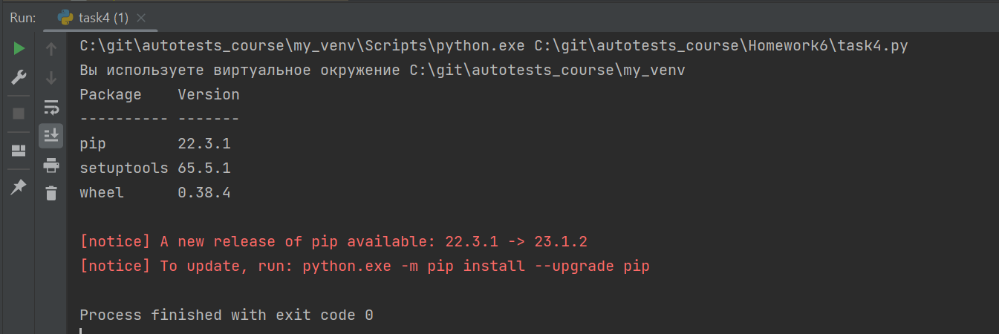 Run: task4 (1)
C:\git\autotests_course\my_venv\Scripts\python.exe C:\git\autotests_course\Homework6\task4.py
Вы используете виртуальное окружение C:\git\autotests_course\my_venv
Package    Version
---------- -------
pip        22.3.1
setuptools 65.5.1
wheel      0.38.4
[notice] A new release of pip available: 22.3.1 -> 23.1.2
[notice] To update, run: python.exe -m pip install --upgrade pip
Process finished with exit code 0